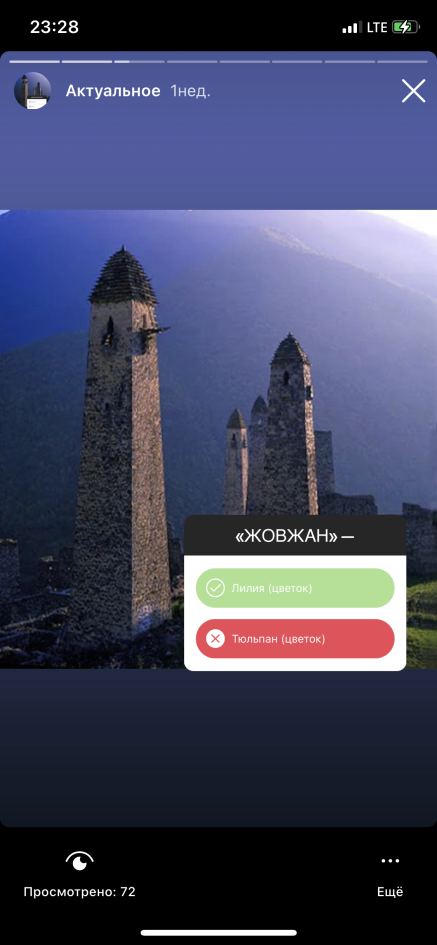 23:28
LTE
Актуальное 1нед.
«ЖОВЖАН» —
Лилия (цветок)
Тюльпан (цветок)
Просмотрено: 72
Ещё